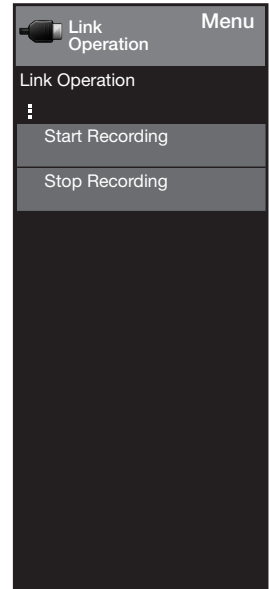 Link
Operation
Menu
Link Operation
Start Recording
Stop Recording